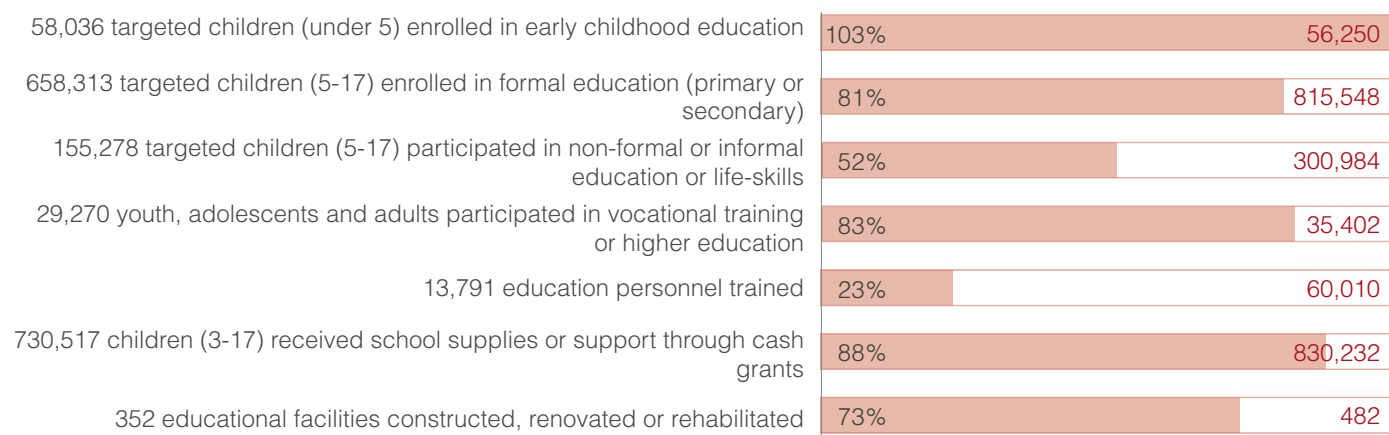 58,036 targeted children (under 5) enrolled in early childhood education 103% 56,250
658,313 targeted children (5-17) enrolled in formal education (primary or
secondary) 81% 815,548
155,278 targeted children (5-17) participated in non-formal or informal
education or life-skills 52% 300,984
29,270 youth, adolescents and adults participated in vocational training
or higher education 83% 35,402
13,791 education personnel trained 23% 60,010
730,517 children (3-17) received school supplies or support through cash
grants 88% 830,232
352 educational facilities constructed, renovated or rehabilitated 73% 482